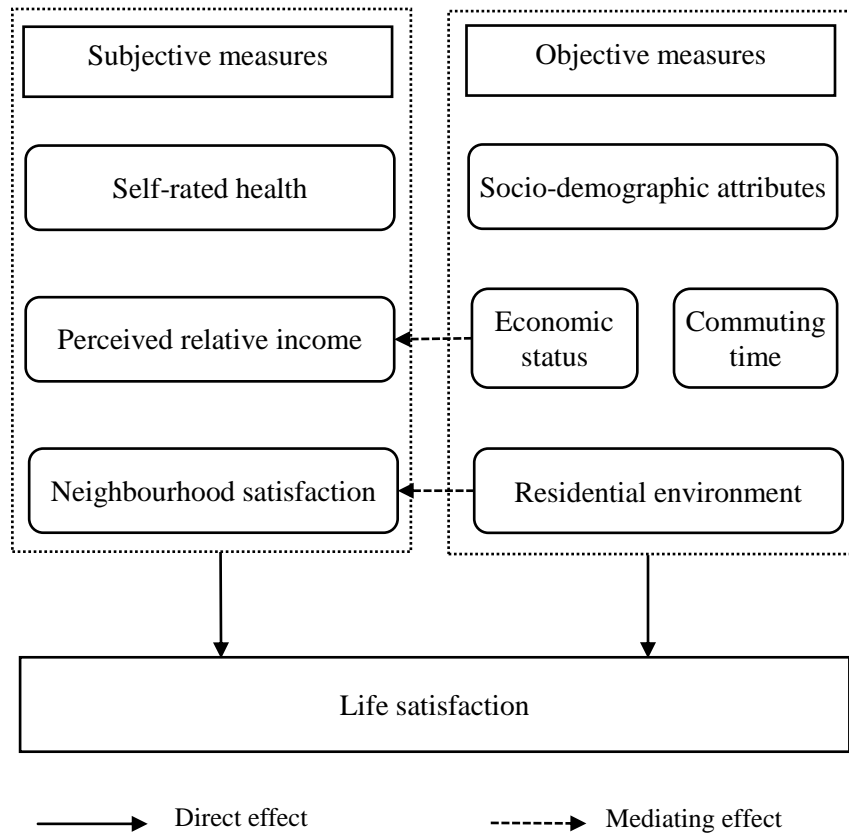 Subjective measures
Objective measures
Self-rated health
Socio-demographic attributes
Perceived relative income
Economic
status
Commuting
time
Neighbourhood satisfaction
Residential environment
Life satisfaction
Direct effect
Mediating effect